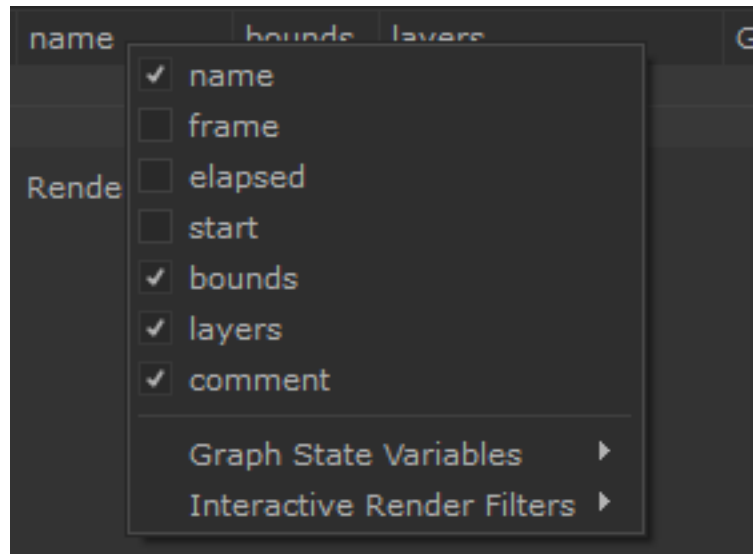 name bounds layers G
name
frame
elapsed
start
Rende
bounds
layers
comment
Graph State Variables
Interactive Render Filters